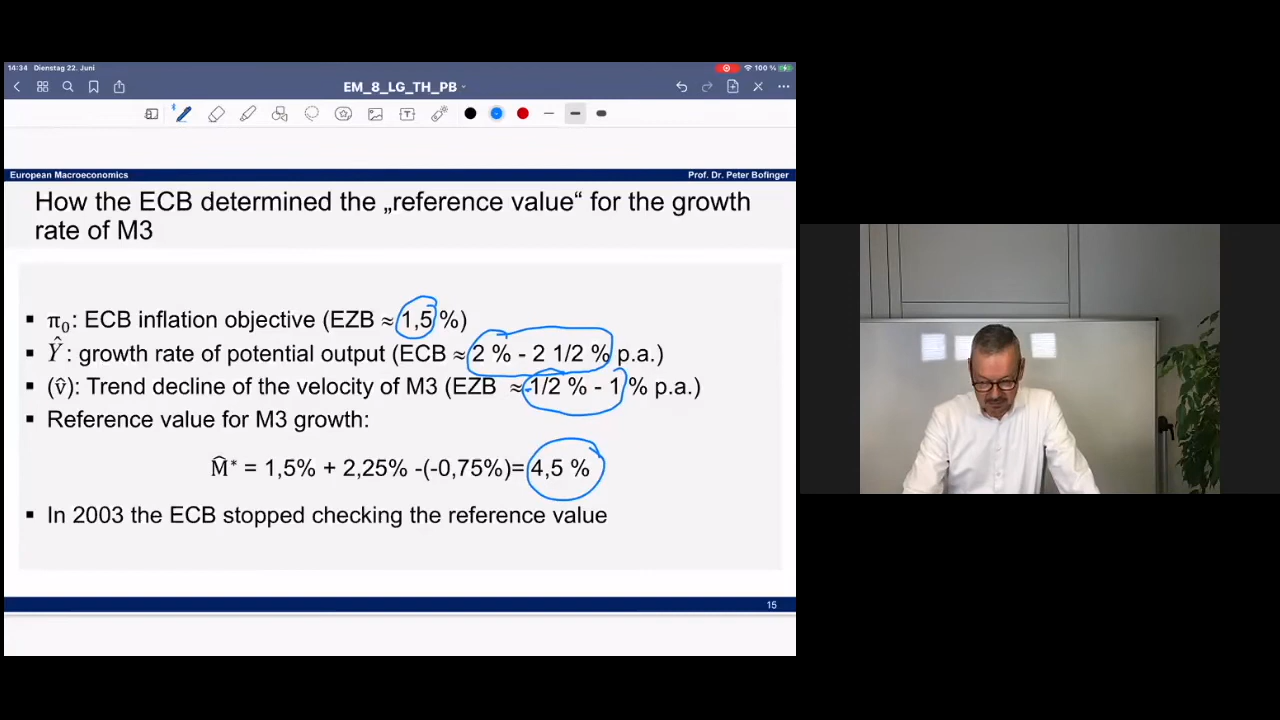 14:34 Dienstag 22. Juni
100 %
EM_8_LG_TH_PB
European Macroeconomics
Prof. Dr. Peter Bofinger
How the ECB determined the „reference value“ for the growth
rate of M3
▪ π₀: ECB inflation objective (EZB ≈ 1,5 %)
▪ Ŷ: growth rate of potential output (ECB ≈ 2 % - 2 1/2 % p.a.)
▪ (v̂): Trend decline of the velocity of M3 (EZB ≈ -1/2 % - 1 % p.a.)
▪ Reference value for M3 growth:
M̂* = 1,5% + 2,25% -(-0,75%)= 4,5 %
▪ In 2003 the ECB stopped checking the reference value
15